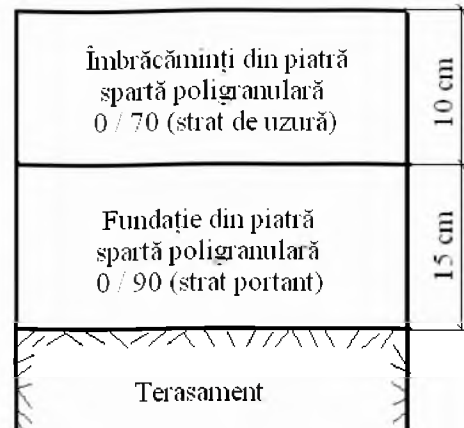 Îmbrăcăminți din piatră
spartă poligranulară
0 / 70 (strat de uzură)
10 cm
Fundație din piatră
spartă poligranulară
0 / 90 (strat portant)
15 cm
Terasament